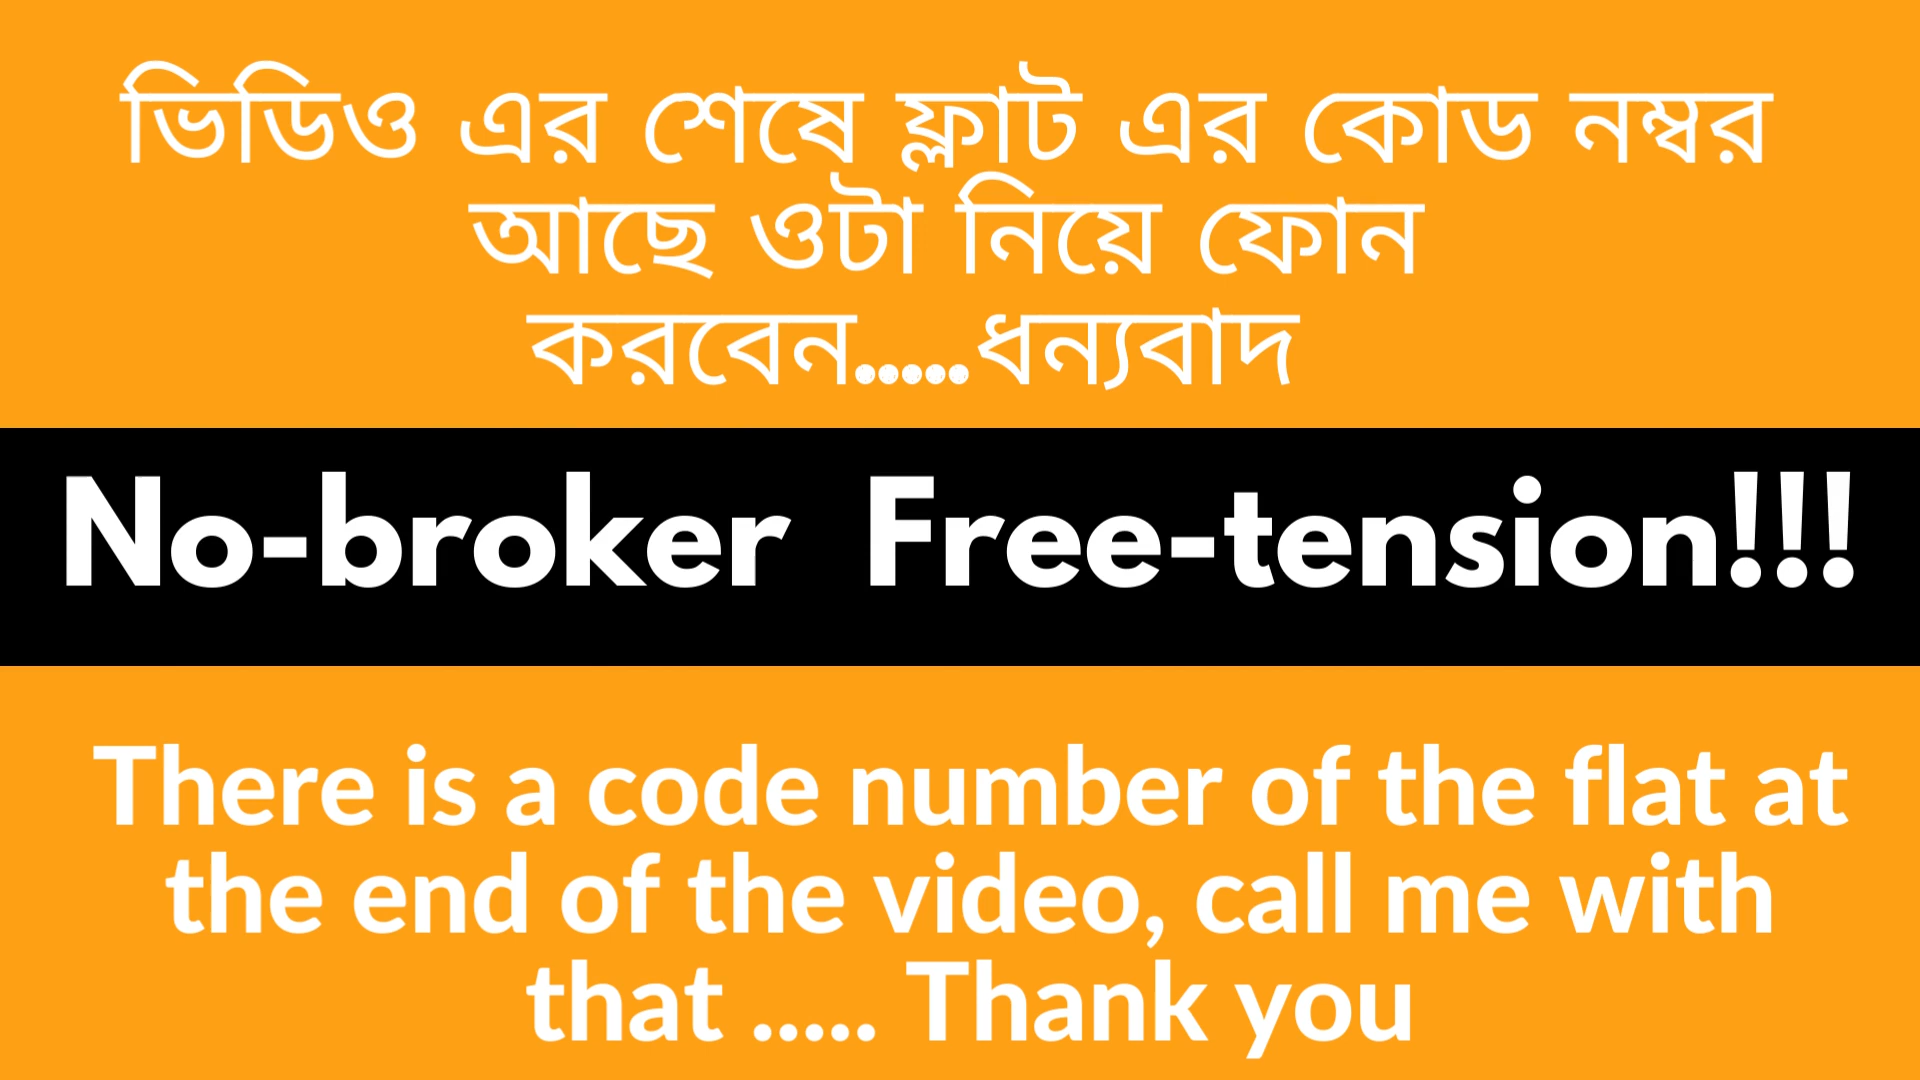 ভিডিও এর শেষে ফ্লাট এর কোড নম্বর
আছে ওটা নিয়ে ফোন
করবেন.....ধন্যবাদ
No-broker Free-tension!!!
There is a code number of the flat at
the end of the video, call me with
that ..... Thank you